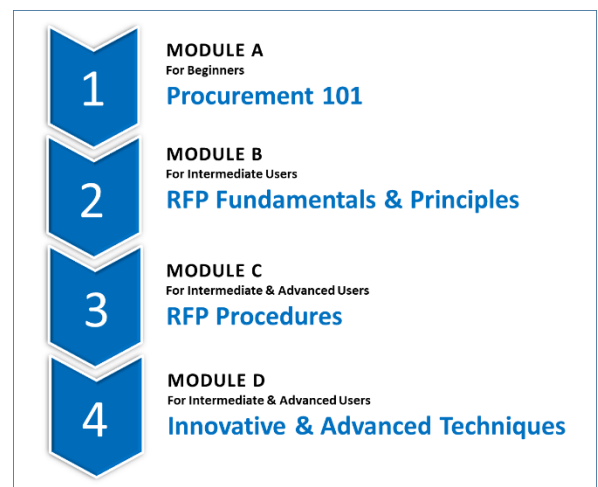 1
MODULE A
For Beginners
Procurement 101
2
MODULE B
For Intermediate Users
RFP Fundamentals & Principles
3
MODULE C
For Intermediate & Advanced Users
RFP Procedures
4
MODULE D
For Intermediate & Advanced Users
Innovative & Advanced Techniques